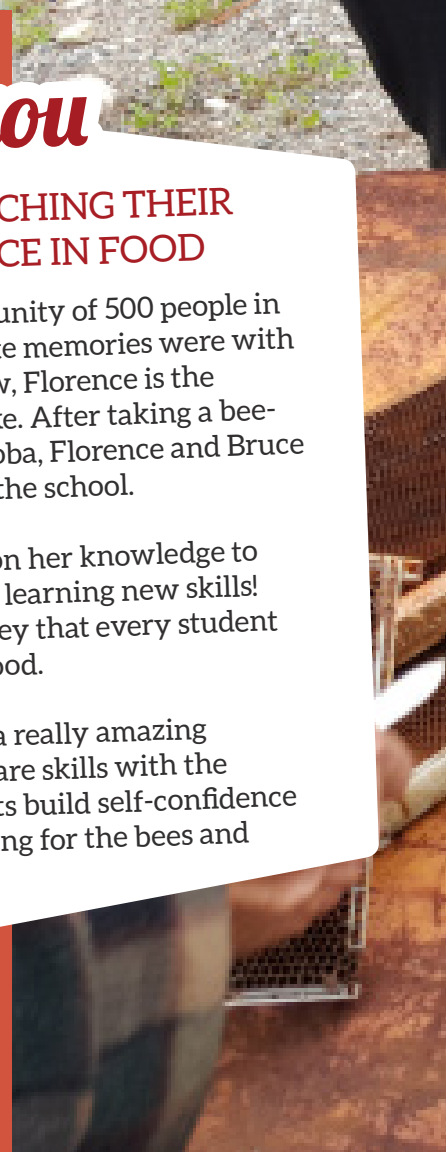 ou
CHING THEIR
CE IN FOOD
unity of 500 people in
te memories were with
w, Florence is the
ke. After taking a bee-
oba, Florence and Bruce
the school.
on her knowledge to
learning new skills!
ey that every student
ood.
a really amazing
are skills with the
ts build self-confidence
ng for the bees and